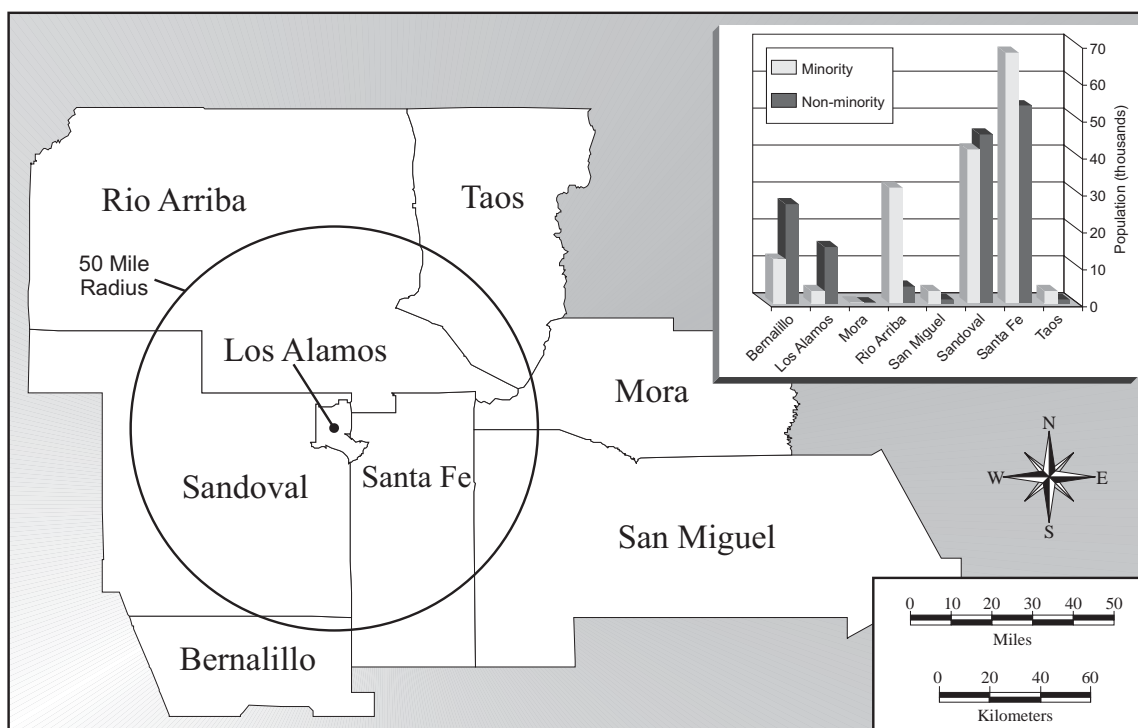 Minority
Non-minority
70
60
50
40
30
20
10
0
Population (thousands)
Bernalillo
Los Alamos
Mora
Rio Arriba
San Miguel
Sandoval
Santa Fe
Taos
Rio Arriba
Taos
50 Mile
Radius
Los Alamos
Mora
Sandoval
Santa Fe
San Miguel
Bernalillo
N
W E
S
0 10 20 30 40 50
Miles
0 20 40 60
Kilometers